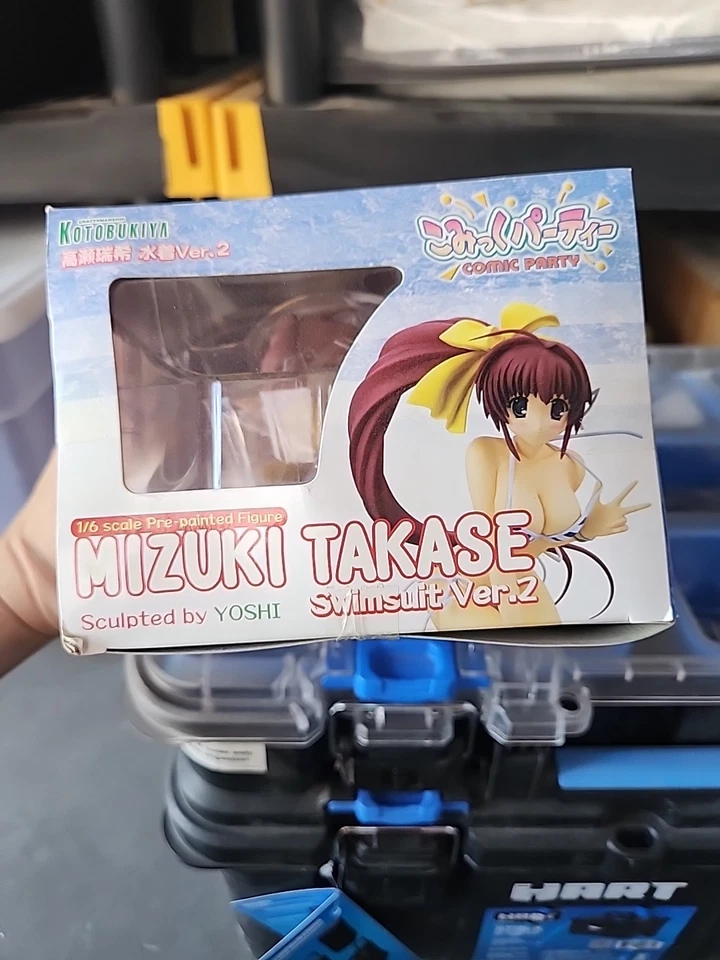 KOTOBUKIYA
高瀬瑞希 水着Ver.2
こみっくパーティー
COMIC PARTY
1/6 scale Pre-painted Figure
MIZUKI TAKASE
Swimsuit Ver.2
Sculpted by YOSHI
HART